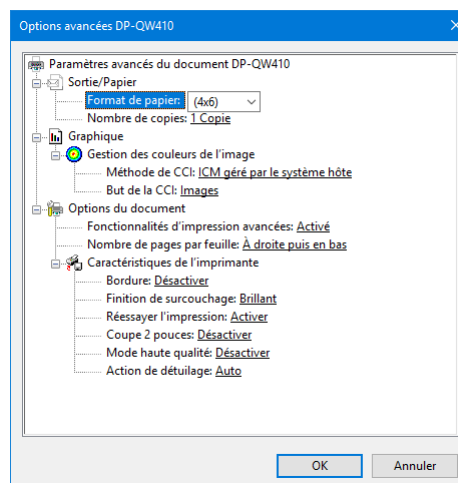 Options avancées DP-QW410
Paramètres avancés du document DP-QW410
Sortie/Papier
Format de papier: (4x6)
Nombre de copies: 1 Copie
Graphique
Gestion des couleurs de l'image
Méthode de CCI: ICM géré par le système hôte
But de la CCI: Images
Options du document
Fonctionnalités d'impression avancées: Activé
Nombre de pages par feuille: À droite puis en bas
Caractéristiques de l'imprimante
Bordure: Désactiver
Finition de surcouchage: Brillant
Réessayer l'impression: Activer
Coupe 2 pouces: Désactiver
Mode haute qualité: Désactiver
Action de détuilage: Auto
OK Annuler